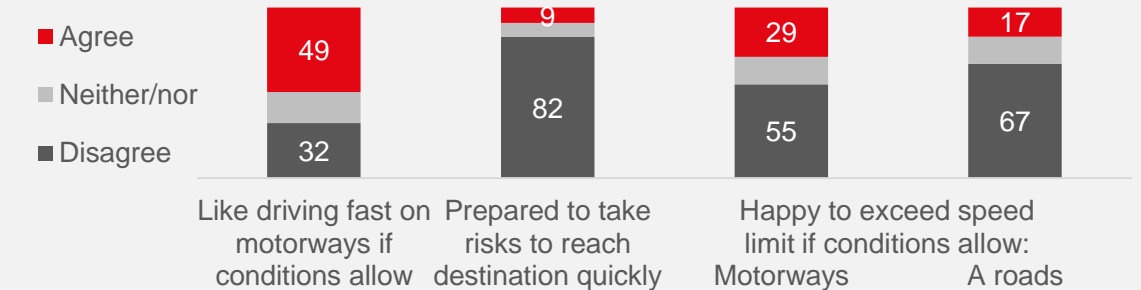 Agree
Neither/nor
Disagree
49
32
9
82
29
55
17
67
Like driving fast on
motorways if
conditions allow
Prepared to take
risks to reach
destination quickly
Happy to exceed speed
limit if conditions allow:
Motorways
A roads